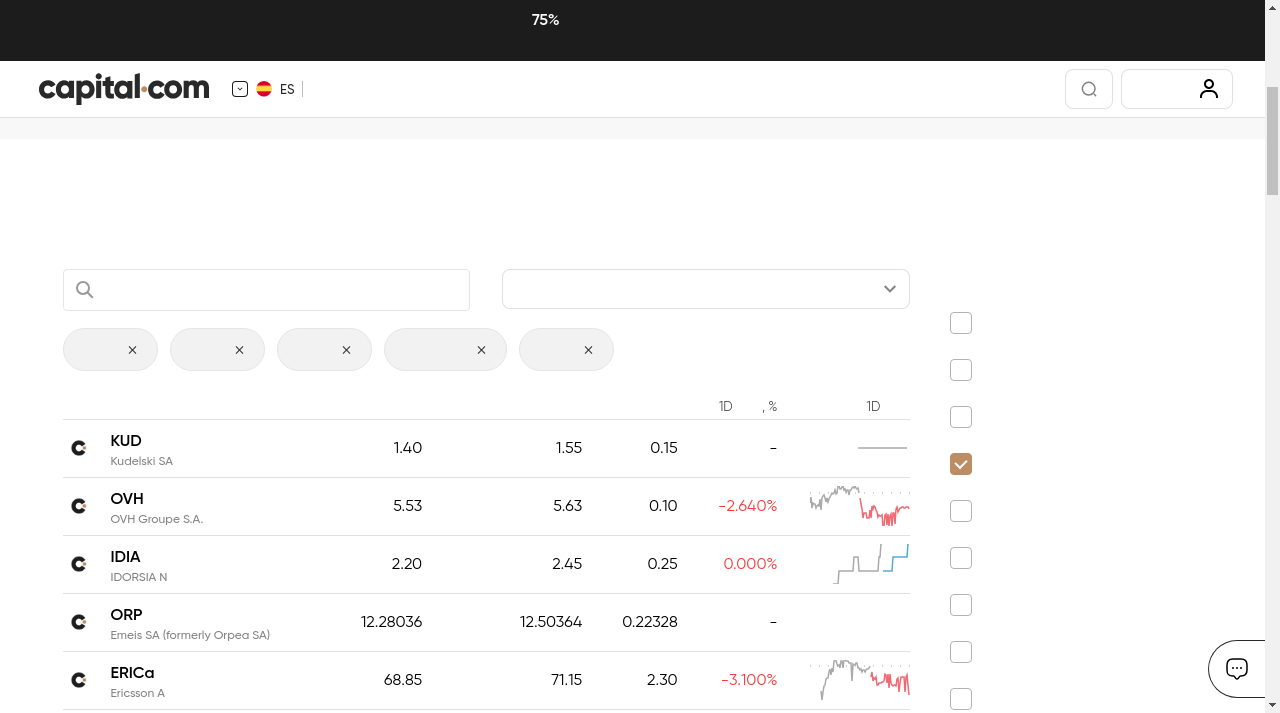 75%
capital.com
ES
1D , % 1D
KUD 1.40 1.55 0.15 -
Kudelski SA
OVH 5.53 5.63 0.10 -2.640%
OVH Groupe S.A.
IDIA 2.20 2.45 0.25 0.000%
IDORSIA N
ORP 12.28036 12.50364 0.22328 -
Emeis SA (formerly Orpea SA)
ERICa 68.85 71.15 2.30 -3.100%
Ericsson A